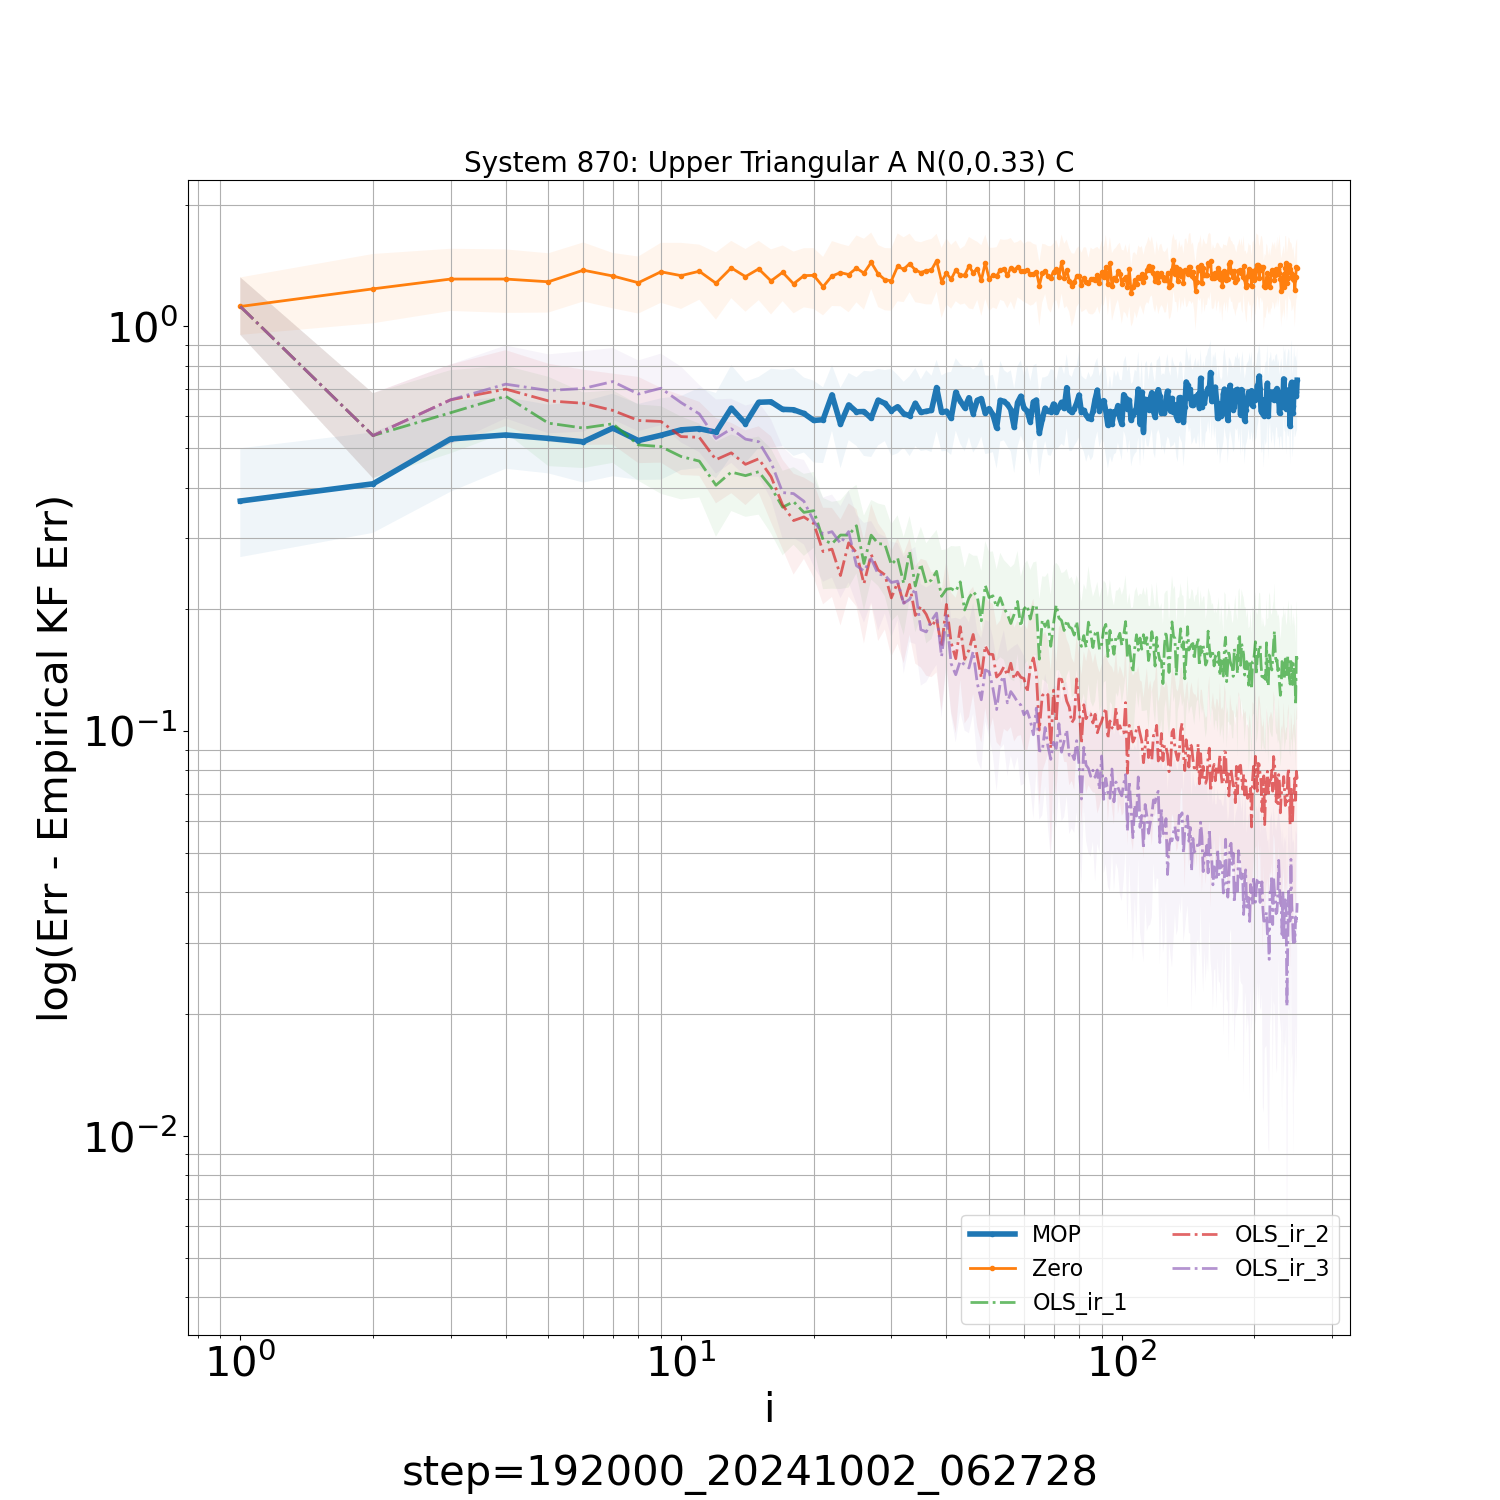 System 870: Upper Triangular A N(0,0.33) C
log(Err - Empirical KF Err)
10⁰
10⁻¹
10⁻²
MOP
Zero
OLS_ir_1
OLS_ir_2
OLS_ir_3
10⁰ 10¹ 10²
i
step=192000_20241002_062728